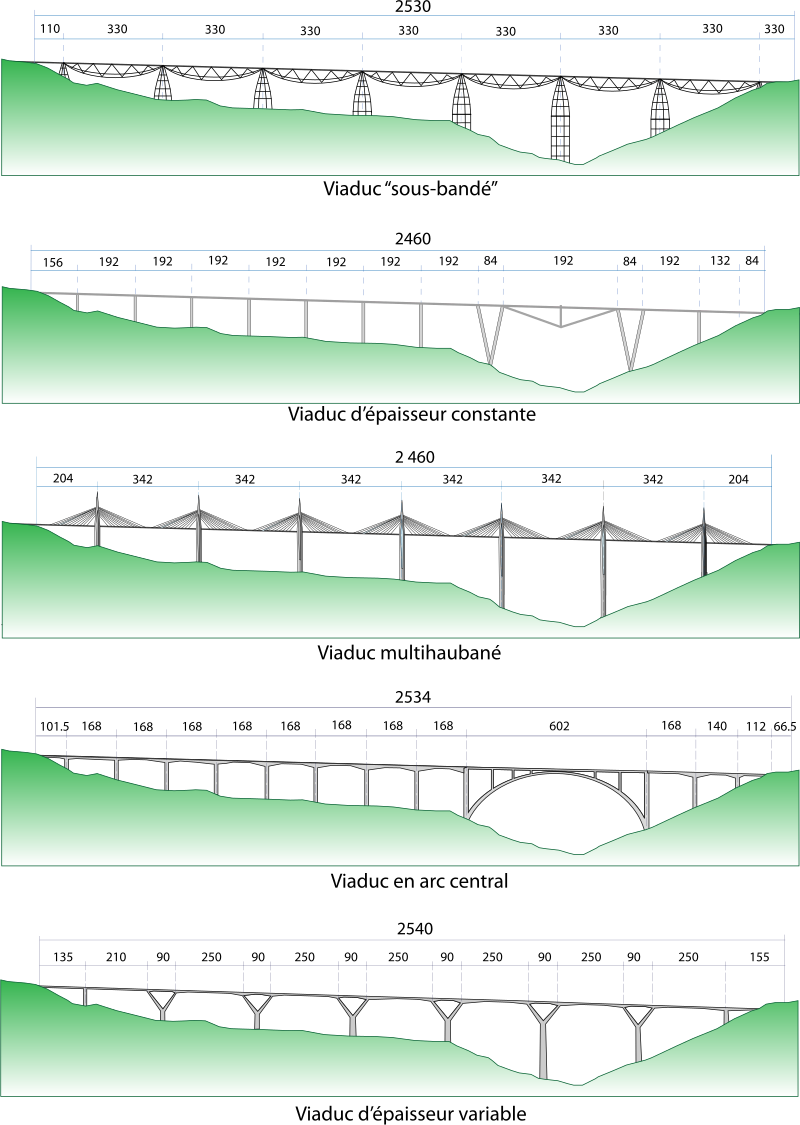 2530
110 330 330 330 330 330 330 330 330
Viaduc “sous-bandé”
2460
156 192 192 192 192 192 192 192 84 192 84 192 132 84
Viaduc d’épaisseur constante
2 460
204 342 342 342 342 342 342 204
Viaduc multihaubané
2534
101.5 168 168 168 168 168 168 168 168 602 168 140 112 66.5
Viaduc en arc central
2540
135 210 90 250 90 250 90 250 90 250 90 250 90 250 155
Viaduc d’épaisseur variable